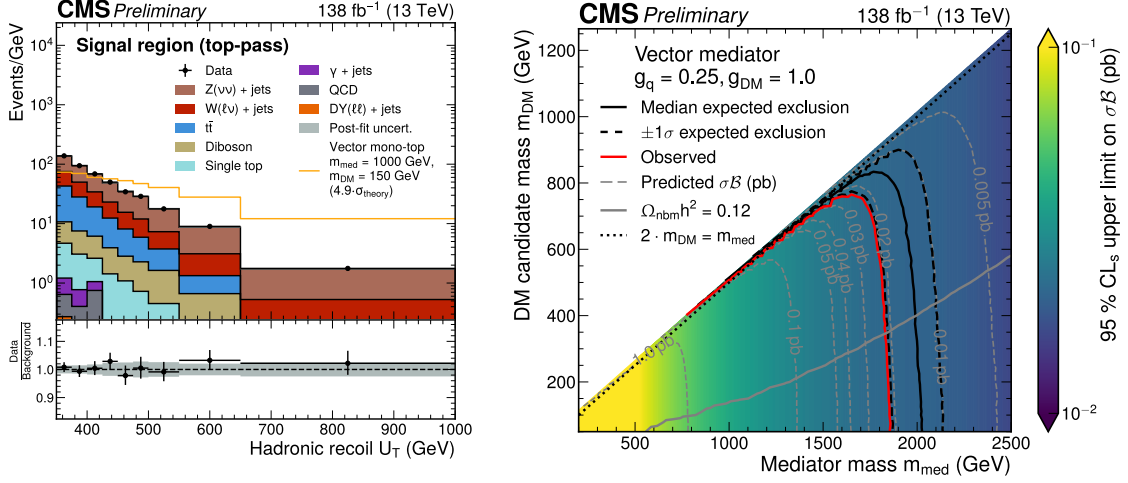 CMS Preliminary 138 fb⁻¹ (13 TeV)
Events/GeV
10⁴
10³
10²
10¹
10⁰
Signal region (top-pass)
Data
Z(νν) + jets
W(ℓν) + jets
tt̄
Diboson
Single top
γ + jets
QCD
DY(ℓℓ) + jets
Post-fit uncert.
Vector mono-top
m_med = 1000 GeV,
m_DM = 150 GeV
(4.9·σ_theory)
Data
Background
1.1
1.0
0.9
400 500 600 700 800 900 1000
Hadronic recoil U_T (GeV)
CMS Preliminary 138 fb⁻¹ (13 TeV)
DM candidate mass m_DM (GeV)
1200
1000
800
600
400
200
Vector mediator
g_q = 0.25, g_DM = 1.0
Median expected exclusion
±1σ expected exclusion
Observed
Predicted σB (pb)
Ω_nbm h² = 0.12
2 · m_DM = m_med
1.0 pb
0.1 pb
0.05 pb
0.04 pb
0.03 pb
0.02 pb
0.01 pb
0.005 pb
500 1000 1500 2000 2500
Mediator mass m_med (GeV)
10⁻¹
10⁻²
95 % CL_s upper limit on σB (pb)